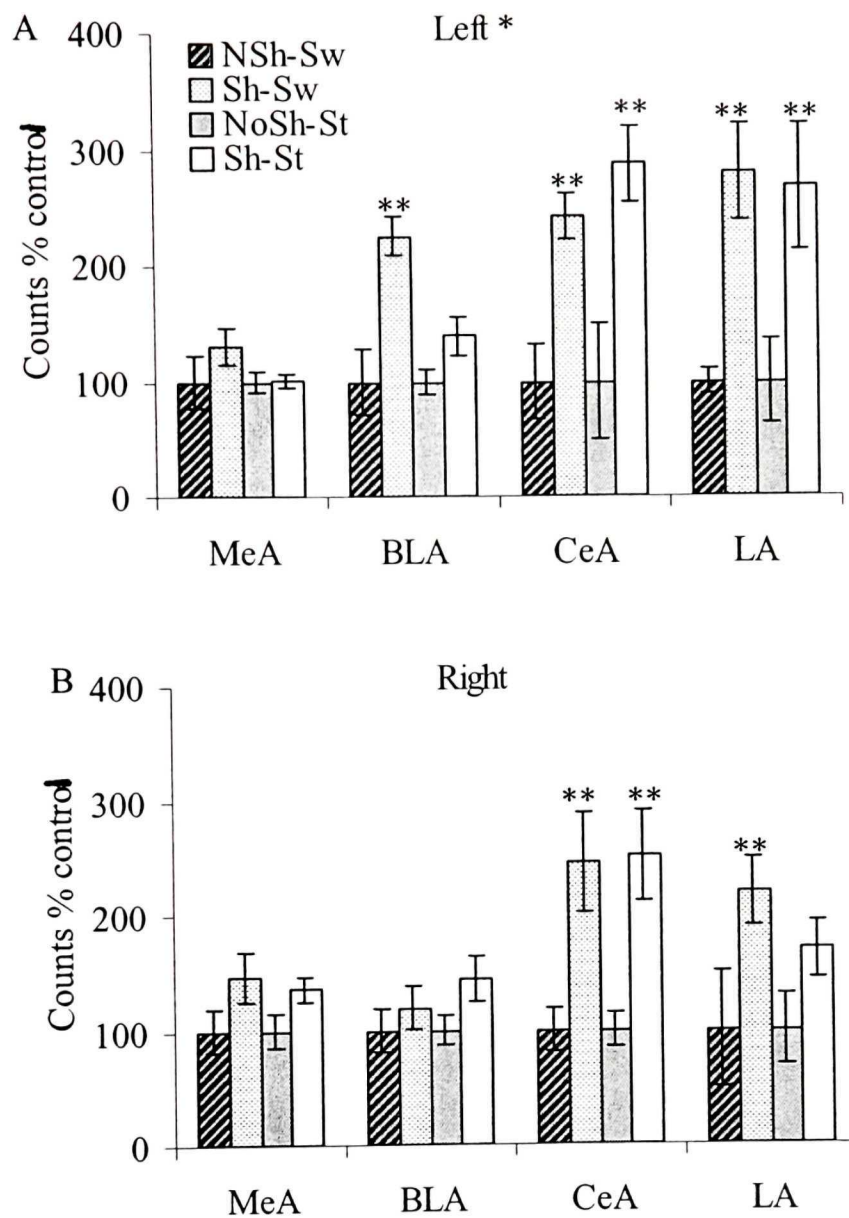 A
Left *
400
300
200
100
0
Counts % control
NSh-Sw
Sh-Sw
NoSh-St
Sh-St
**
**
**
**
**
MeA BLA CeA LA
B
Right
400
300
200
100
0
Counts % control
**
**
**
MeA BLA CeA LA